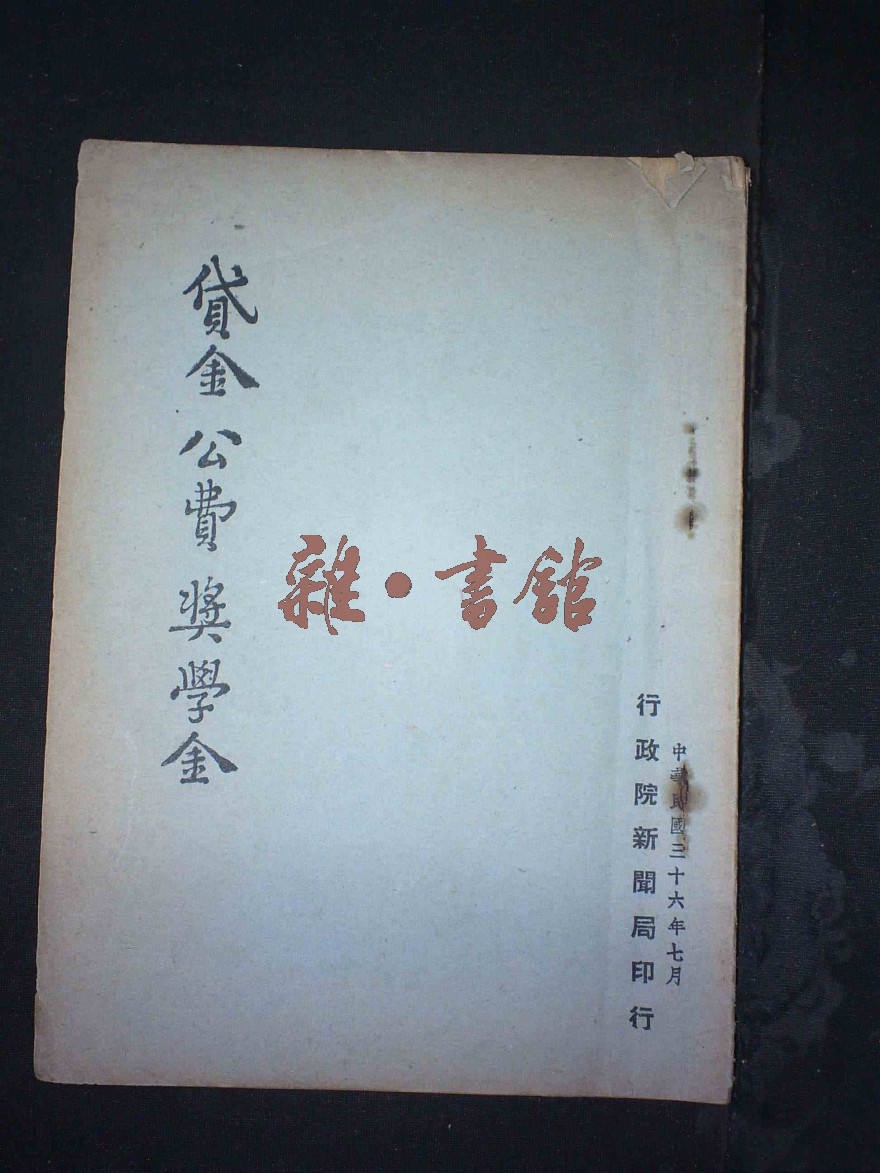 中華民國三十六年七月
行政院新聞局印行
貸金 公費 獎學金
雜·書館